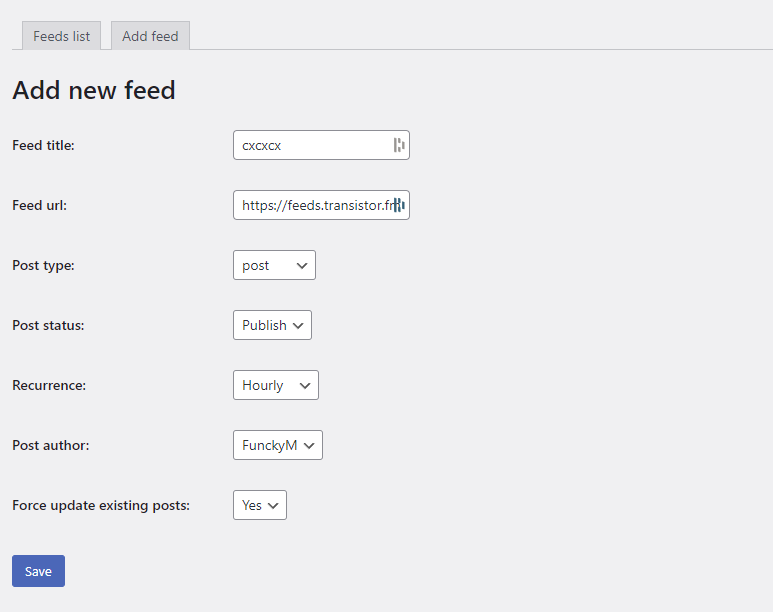 Feeds list Add feed
Add new feed
Feed title: cxcxcx
Feed url: https://feeds.transistor.fm
Post type: post
Post status: Publish
Recurrence: Hourly
Post author: FunckyM
Force update existing posts: Yes
Save